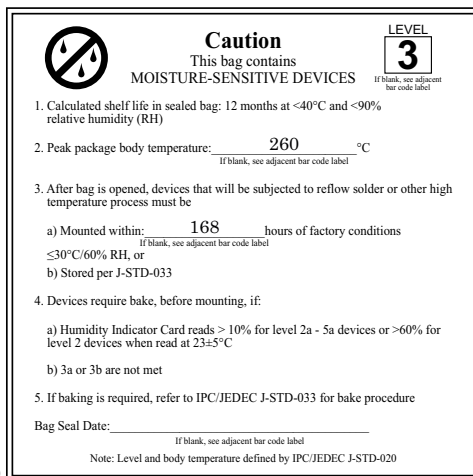 Caution
This bag contains
MOISTURE-SENSITIVE DEVICES
LEVEL
3
If blank, see adjacent
bar code label
1. Calculated shelf life in sealed bag: 12 months at <40°C and <90%
relative humidity (RH)
2. Peak package body temperature: 260 °C
If blank, see adjacent bar code label
3. After bag is opened, devices that will be subjected to reflow solder or other high
temperature process must be
a) Mounted within: 168 hours of factory conditions
If blank, see adjacent bar code label
≤30°C/60% RH, or
b) Stored per J-STD-033
4. Devices require bake, before mounting, if:
a) Humidity Indicator Card reads > 10% for level 2a - 5a devices or >60% for
level 2 devices when read at 23±5°C
b) 3a or 3b are not met
5. If baking is required, refer to IPC/JEDEC J-STD-033 for bake procedure
Bag Seal Date:
If blank, see adjacent bar code label
Note: Level and body temperature defined by IPC/JEDEC J-STD-020